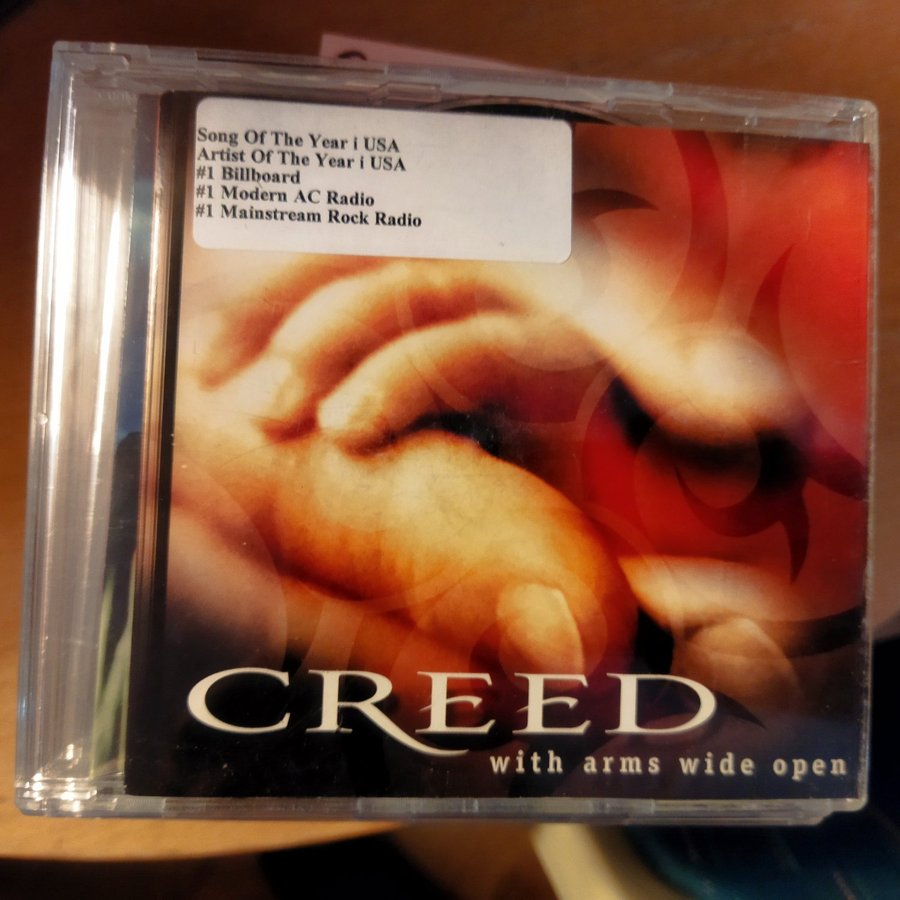 Song Of The Year i USA
Artist Of The Year i USA
#1 Billboard
#1 Modern AC Radio
#1 Mainstream Rock Radio
CREED
with arms wide open